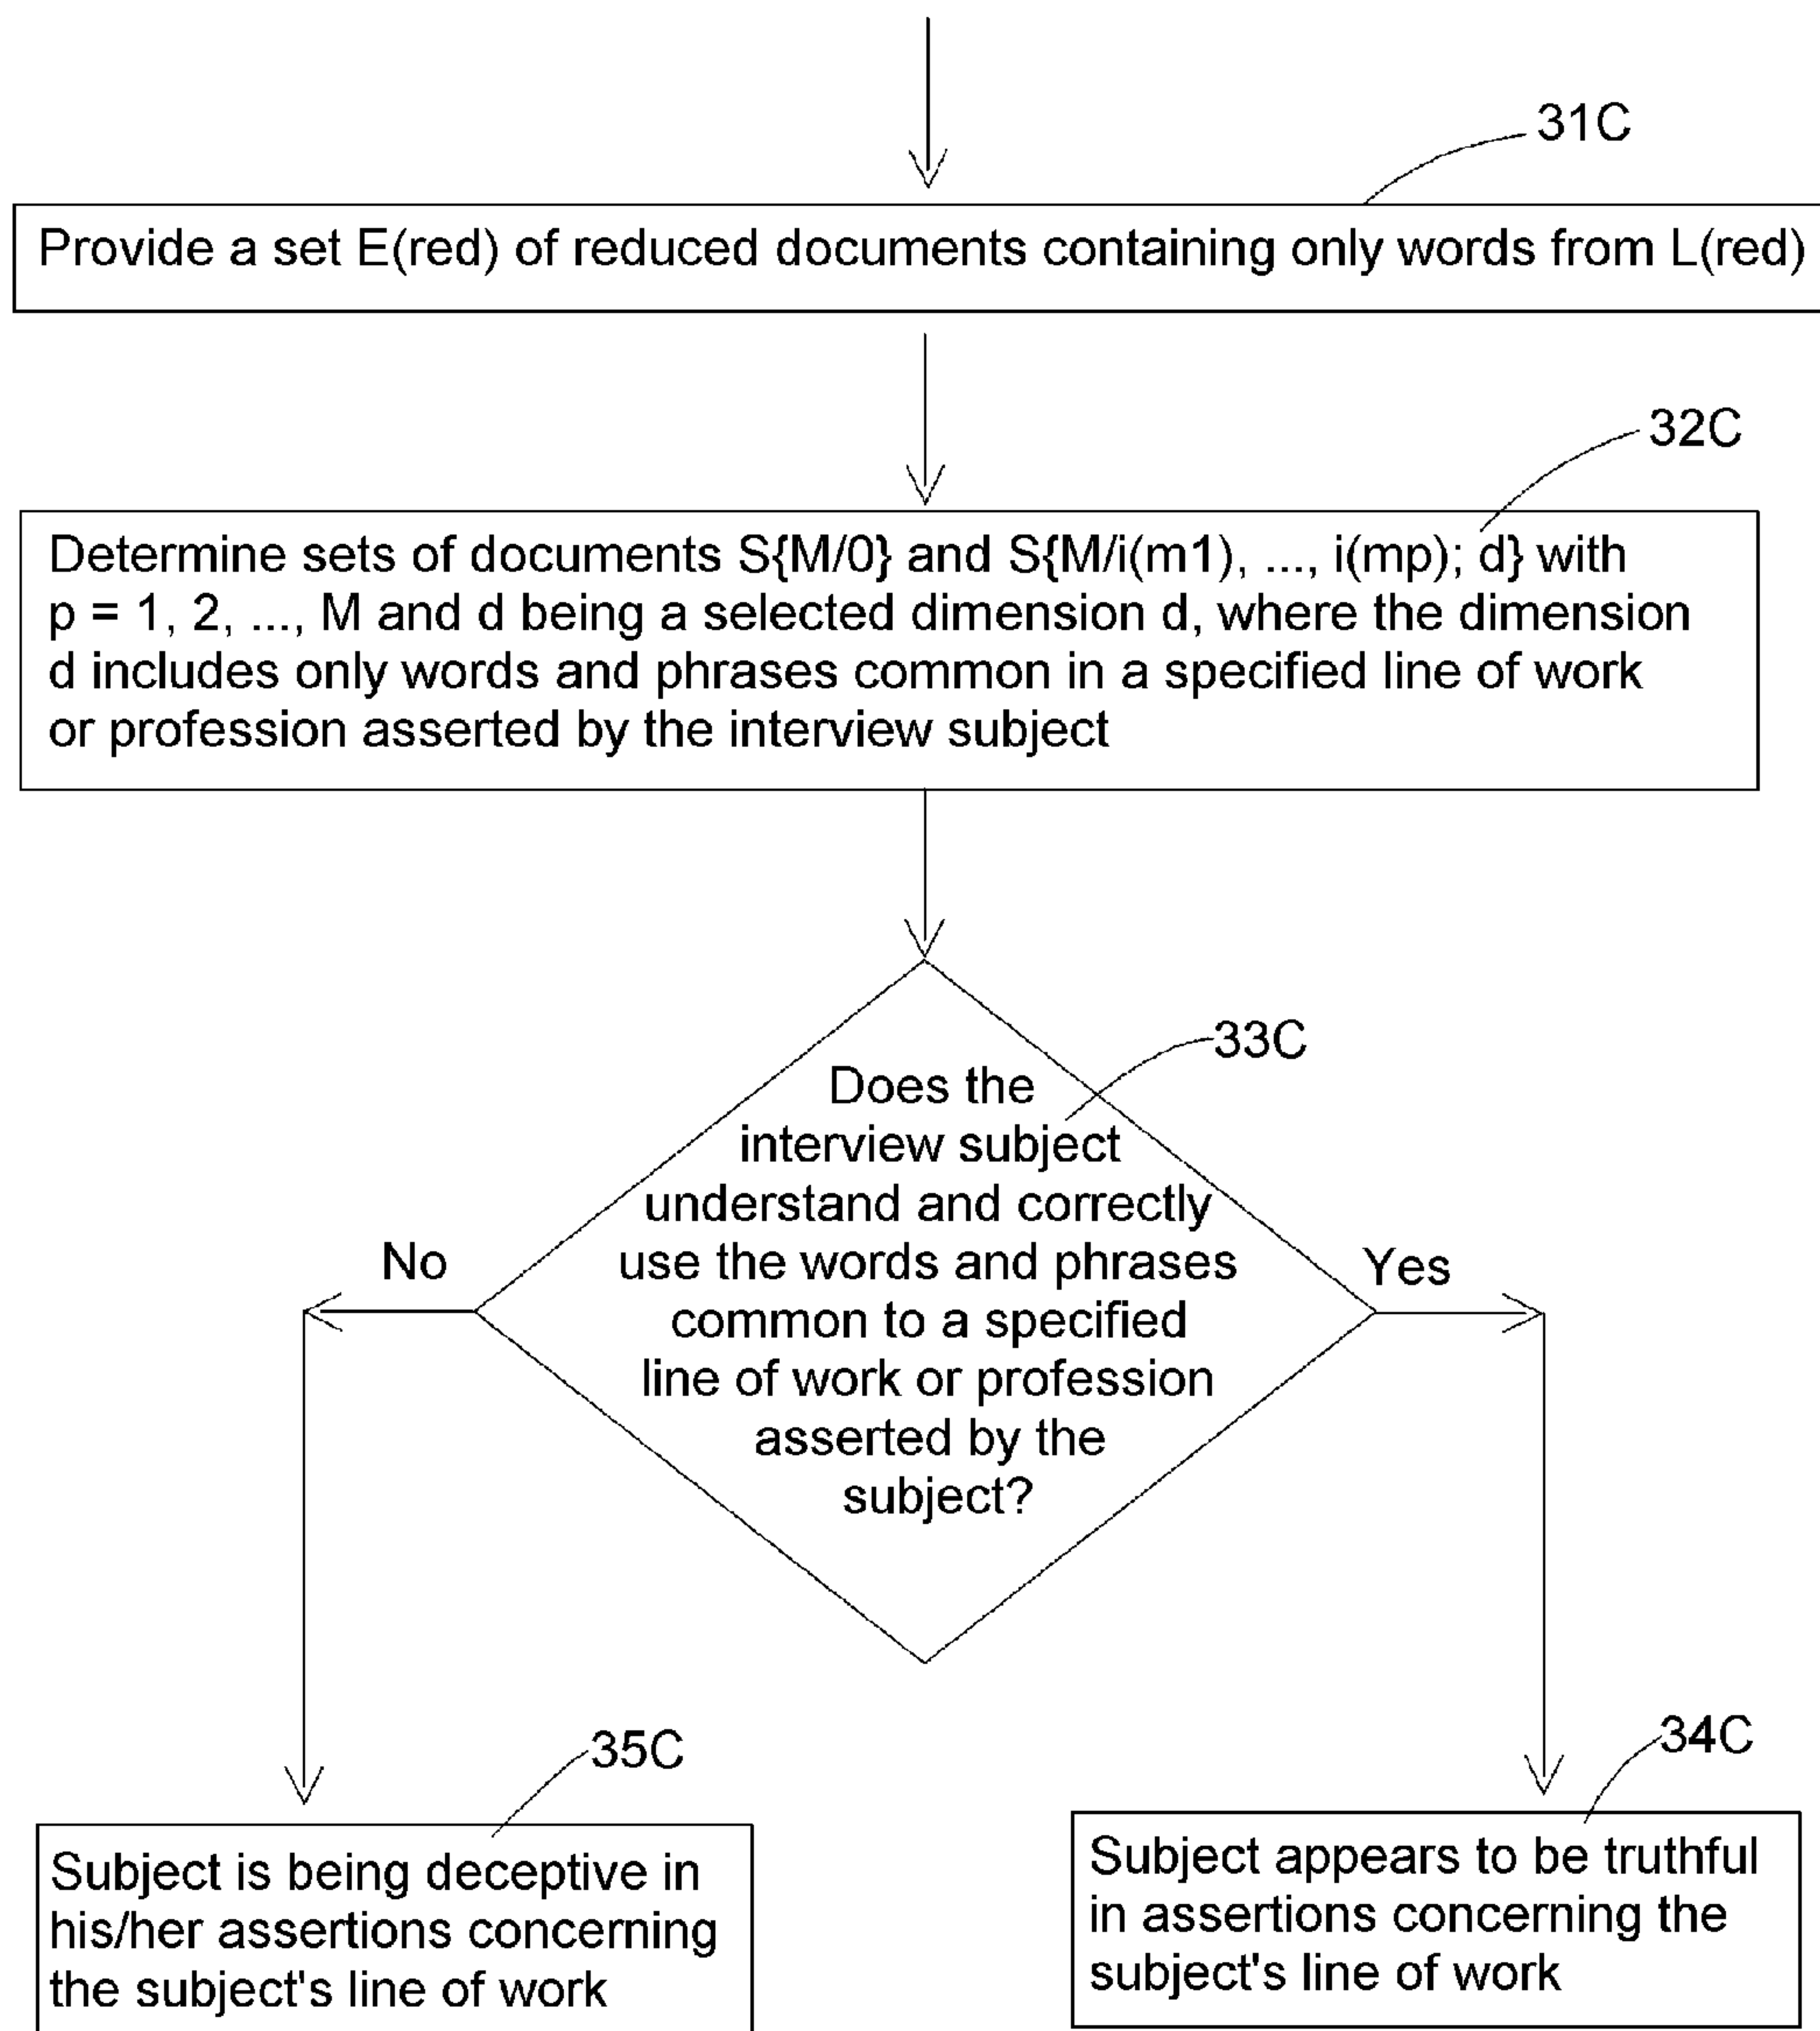 31C
Provide a set E(red) of reduced documents containing only words from L(red)
32C
Determine sets of documents S{M/0} and S{M/i(m1), ..., i(mp); d} with
p = 1, 2, ..., M and d being a selected dimension d, where the dimension
d includes only words and phrases common in a specified line of work
or profession asserted by the interview subject
33C
Does the
interview subject
understand and correctly
use the words and phrases
common to a specified
line of work or profession
asserted by the
subject?
No
Yes
35C
Subject is being deceptive in
his/her assertions concerning
the subject's line of work
34C
Subject appears to be truthful
in assertions concerning the
subject's line of work